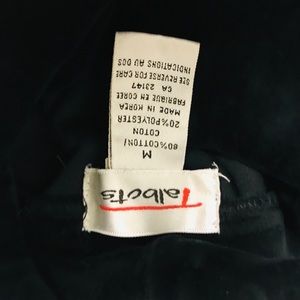 Talbots
M
80% COTTON/
COTON
20% POLYESTER
MADE IN KOREA
FABRIQUE EN COREE
CA 23147
SEE REVERSE FOR CARE
INDICATIONS AU DOS